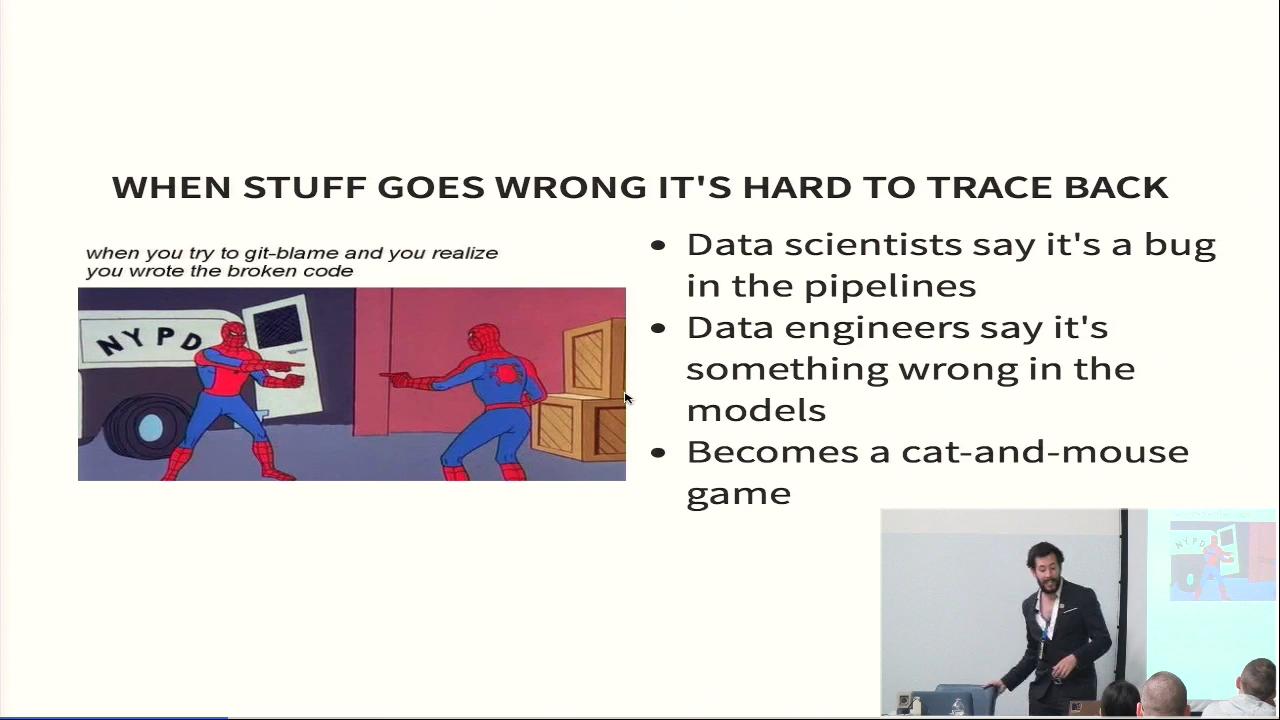 WHEN STUFF GOES WRONG IT'S HARD TO TRACE BACK
when you try to git-blame and you realize
you wrote the broken code
NYPD
• Data scientists say it's a bug
in the pipelines
• Data engineers say it's
something wrong in the
models
• Becomes a cat-and-mouse
game
NYPD